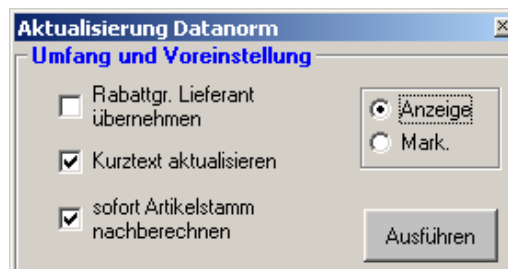 Aktualisierung Datanorm
Umfang und Voreinstellung
Rabattgr. Lieferant
übernehmen
Kurztext aktualisieren
sofort Artikelstamm
nachberechnen
Anzeige
Mark.
Ausführen